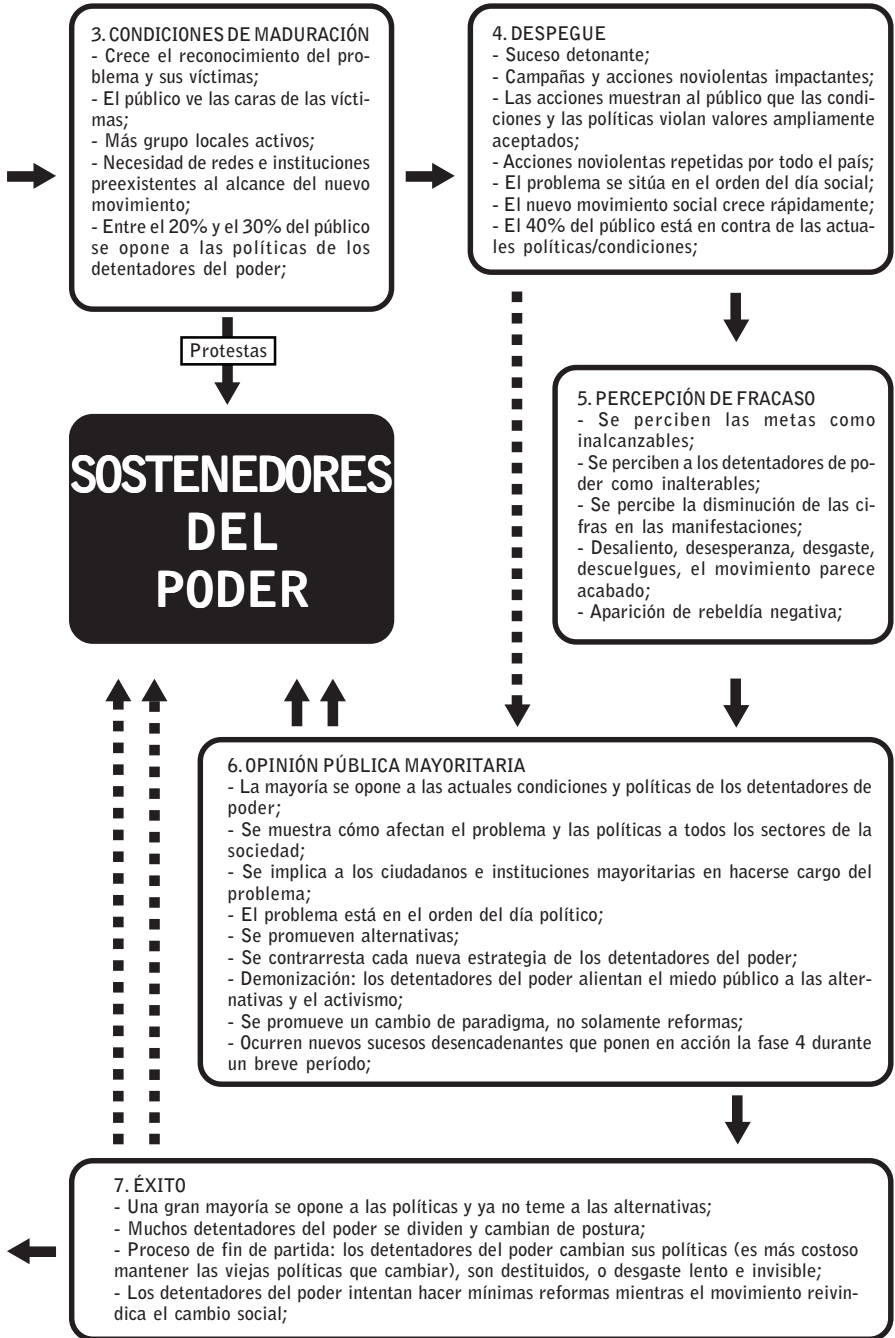 3. CONDICIONES DE MADURACIÓN
- Crece el reconocimiento del pro-
blema y sus víctimas;
- El público ve las caras de las vícti-
mas;
- Más grupo locales activos;
- Necesidad de redes e instituciones
preexistentes al alcance del nuevo
movimiento;
- Entre el 20% y el 30% del público
se opone a las políticas de los
detentadores del poder;
4. DESPEGUE
- Suceso detonante;
- Campañas y acciones noviolentas impactantes;
- Las acciones muestran al público que las condi-
ciones y las políticas violan valores ampliamente
aceptados;
- Acciones noviolentas repetidas por todo el país;
- El problema se sitúa en el orden del día social;
- El nuevo movimiento social crece rápidamente;
- El 40% del público está en contra de las actua-
les políticas/condiciones;
Protestas
SOSTENEDORES
DEL
PODER
5. PERCEPCIÓN DE FRACASO
- Se perciben las metas como
inalcanzables;
- Se perciben a los detentadores de po-
der como inalterables;
- Se percibe la disminución de las ci-
fras en las manifestaciones;
- Desaliento, desesperanza, desgaste,
descuelgues, el movimiento parece
acabado;
- Aparición de rebeldía negativa;
6. OPINIÓN PÚBLICA MAYORITARIA
- La mayoría se opone a las actuales condiciones y políticas de los detentadores de
poder;
- Se muestra cómo afectan el problema y las políticas a todos los sectores de la
sociedad;
- Se implica a los ciudadanos e instituciones mayoritarias en hacerse cargo del
problema;
- El problema está en el orden del día político;
- Se promueven alternativas;
- Se contrarresta cada nueva estrategia de los detentadores del poder;
- Demonización: los detentadores del poder alientan el miedo público a las alter-
nativas y el activismo;
- Se promueve un cambio de paradigma, no solamente reformas;
- Ocurren nuevos sucesos desencadenantes que ponen en acción la fase 4 durante
un breve período;
7. ÉXITO
- Una gran mayoría se opone a las políticas y ya no teme a las alternativas;
- Muchos detentadores del poder se dividen y cambian de postura;
- Proceso de fin de partida: los detentadores del poder cambian sus políticas (es más costoso
mantener las viejas políticas que cambiar), son destituidos, o desgaste lento e invisible;
- Los detentadores del poder intentan hacer mínimas reformas mientras el movimiento reivin-
dica el cambio social;